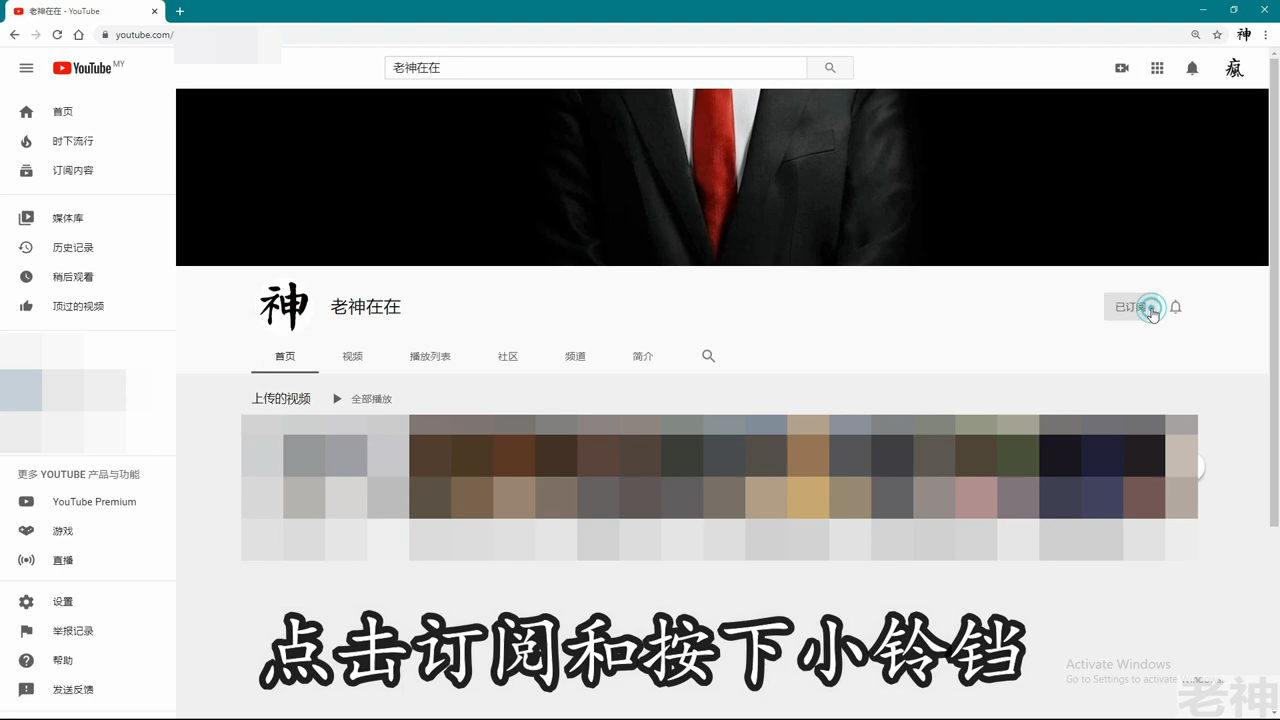 老神在在 - YouTube
youtube.com/
神
YouTube MY
老神在在
瘋
首页
时下流行
订阅内容
媒体库
历史记录
稍后观看
顶过的视频
更多 YOUTUBE 产品与功能
YouTube Premium
游戏
直播
设置
举报记录
帮助
发送反馈
神
老神在在
已订阅
首页
视频
播放列表
社区
频道
简介
上传的视频
全部播放
点击订阅和按下小铃铛
Activate Windows
Go to Settings to activate
老神